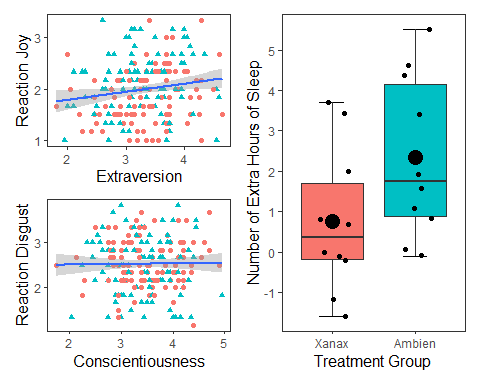 Reaction Joy
3
2
1
2
3
4
Extraversion
Reaction Disgust
3
2
2
3
4
5
Conscientiousness
Number of Extra Hours of Sleep
5
4
3
2
1
0
-1
Xanax
Ambien
Treatment Group